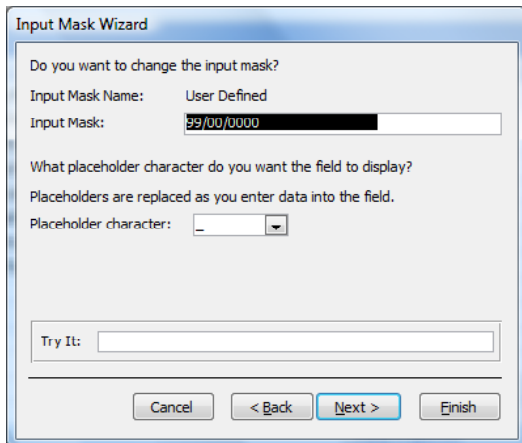 Input Mask Wizard
Do you want to change the input mask?
Input Mask Name: User Defined
Input Mask: 99/00/0000
What placeholder character do you want the field to display?
Placeholders are replaced as you enter data into the field.
Placeholder character: _
Try It:
Cancel < Back Next > Finish